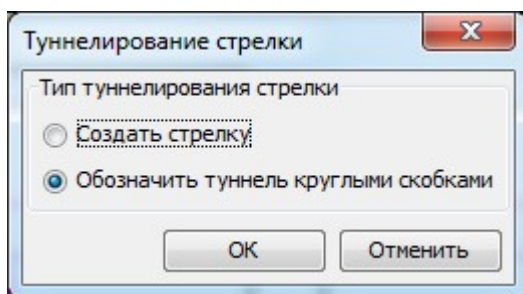 Туннелирование стрелки
Тип туннелирования стрелки
Создать стрелку
Обозначить туннель круглыми скобками
OK
Отменить